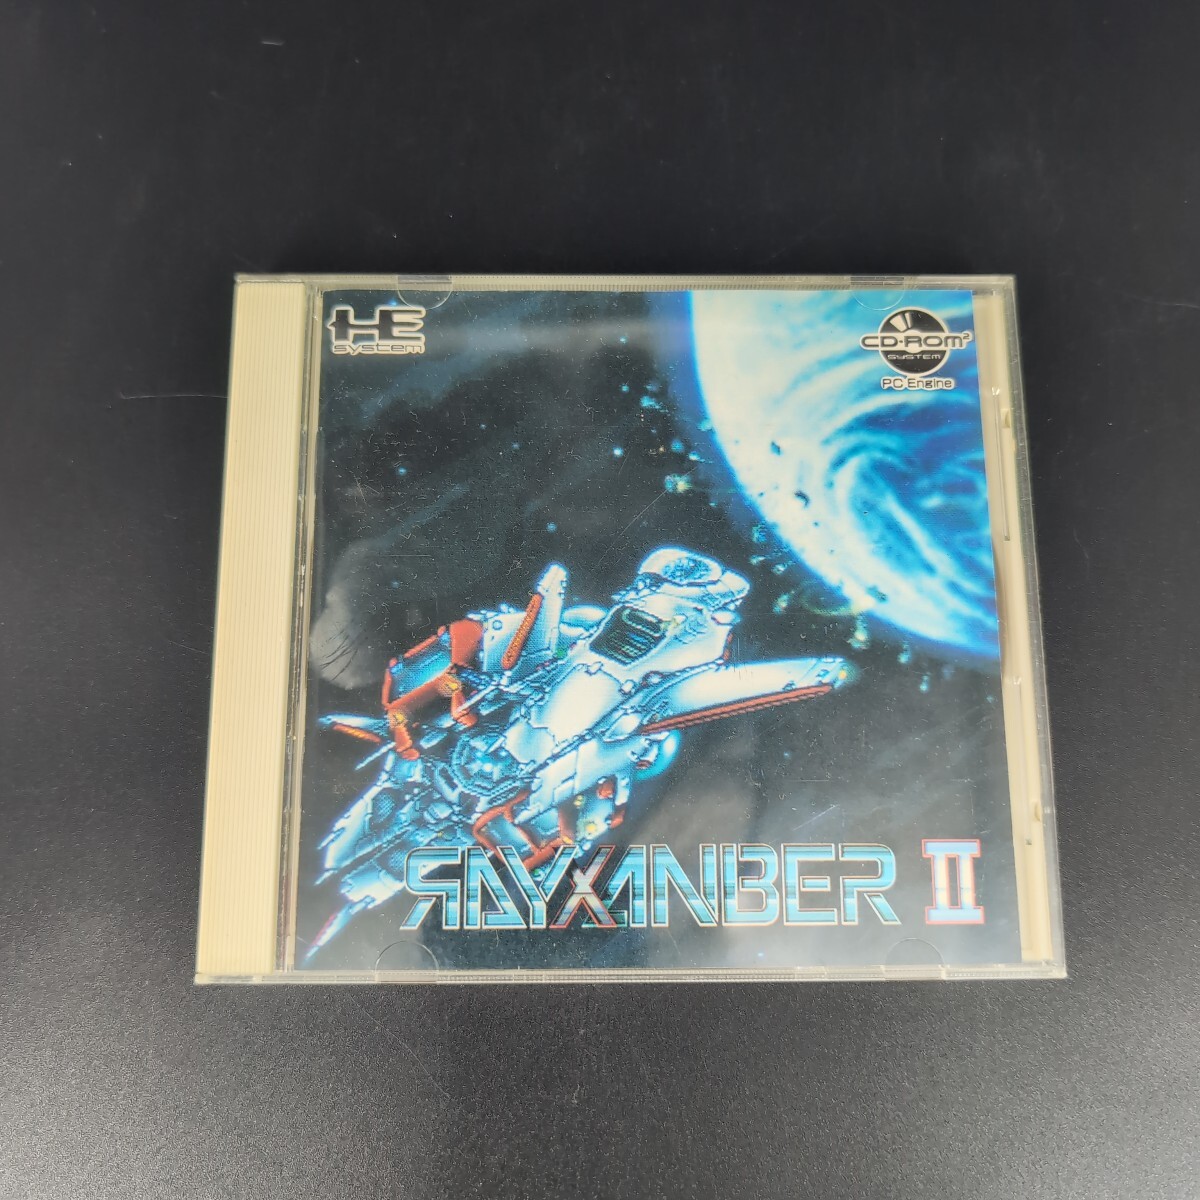 HE
system
CD-ROM²
SYSTEM
PC Engine
RAYXANBER II